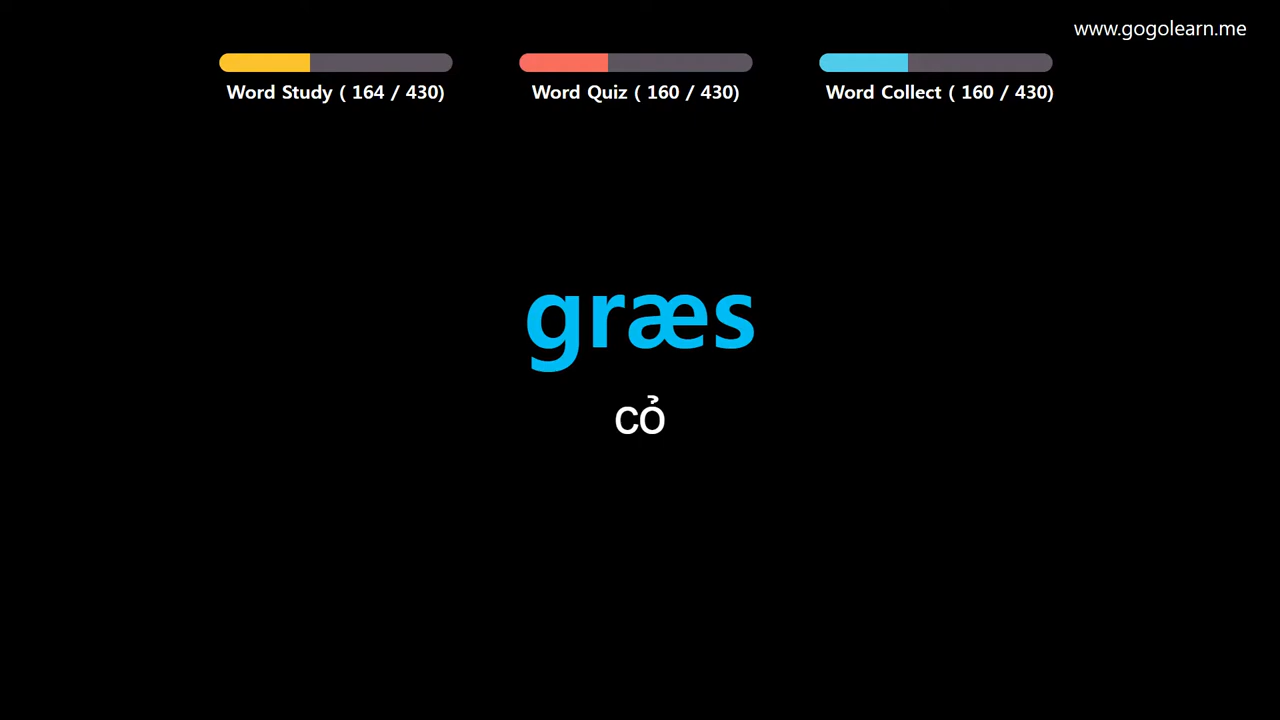 www.gogolearn.me
Word Study ( 164 / 430)
Word Quiz ( 160 / 430)
Word Collect ( 160 / 430)
græs
cỏ